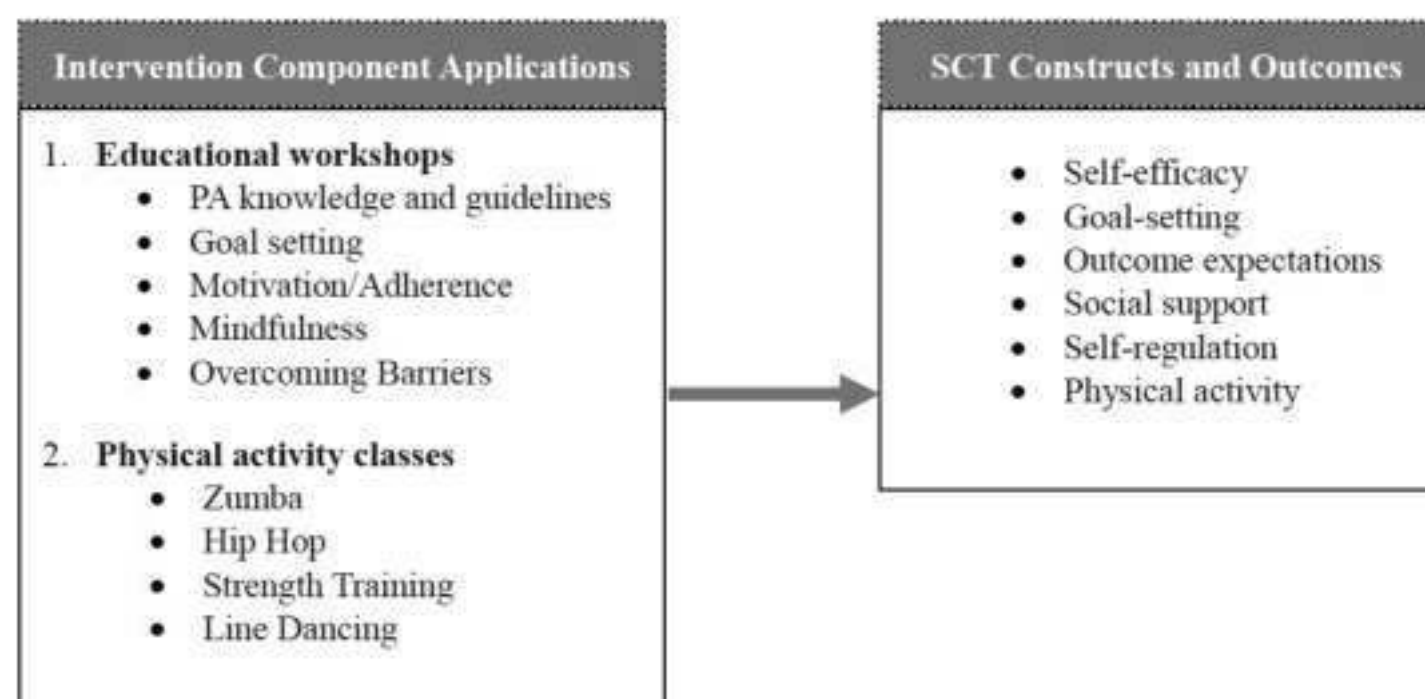 Intervention Component Applications
1. Educational workshops
• PA knowledge and guidelines
• Goal setting
• Motivation/Adherence
• Mindfulness
• Overcoming Barriers
2. Physical activity classes
• Zumba
• Hip Hop
• Strength Training
• Line Dancing
SCT Constructs and Outcomes
• Self-efficacy
• Goal-setting
• Outcome expectations
• Social support
• Self-regulation
• Physical activity